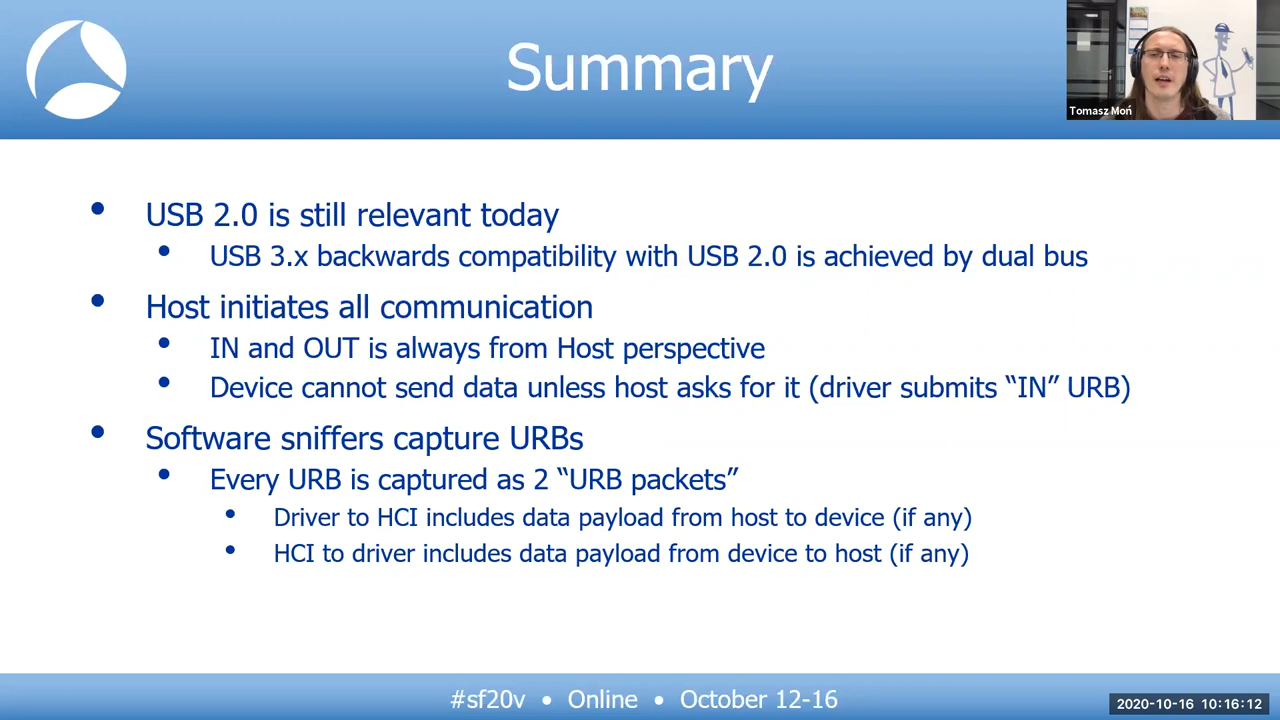 Summary
Tomasz Moń
• USB 2.0 is still relevant today
• USB 3.x backwards compatibility with USB 2.0 is achieved by dual bus
• Host initiates all communication
• IN and OUT is always from Host perspective
• Device cannot send data unless host asks for it (driver submits “IN” URB)
• Software sniffers capture URBs
• Every URB is captured as 2 “URB packets”
• Driver to HCI includes data payload from host to device (if any)
• HCI to driver includes data payload from device to host (if any)
#sf20v • Online • October 12-16
2020-10-16 10:16:12